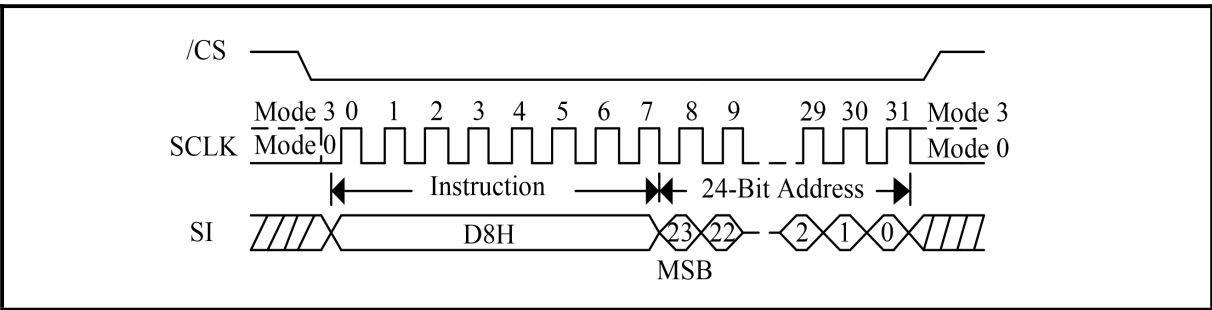 /CS
Mode 3 0 1 2 3 4 5 6 7 8 9 29 30 31 Mode 3
SCLK Mode 0 Mode 0
Instruction 24-Bit Address
SI D8H 23 22 2 1 0
MSB